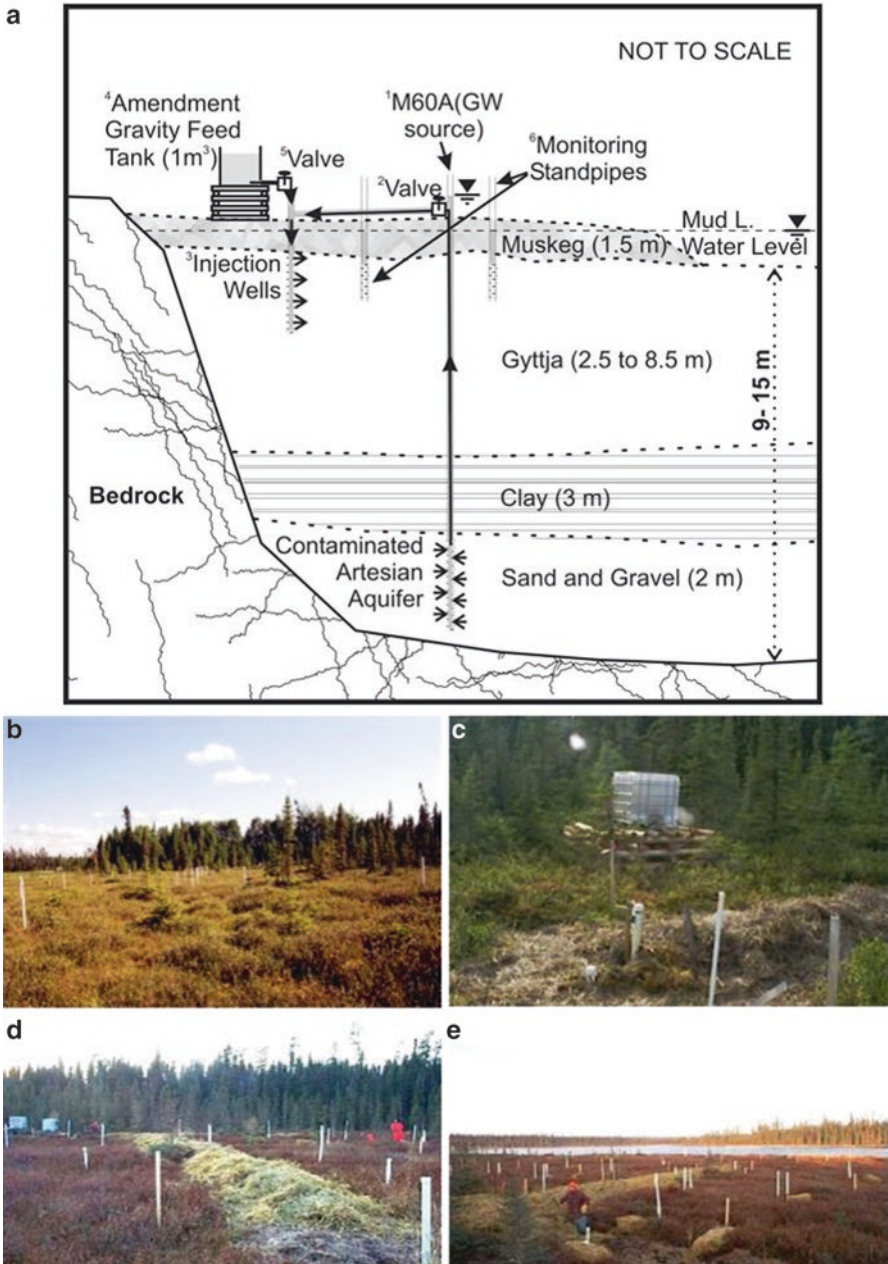 a
NOT TO SCALE
⁴Amendment
Gravity Feed
Tank (1m³)
⁵Valve
¹M60A(GW
source)
²Valve
⁶Monitoring
Standpipes
Mud L.
Water Level
Muskeg (1.5 m)
³Injection
Wells
Gyttja (2.5 to 8.5 m)
9- 15 m
Bedrock
Clay (3 m)
Contaminated
Artesian
Aquifer
Sand and Gravel (2 m)
b
c
d
e